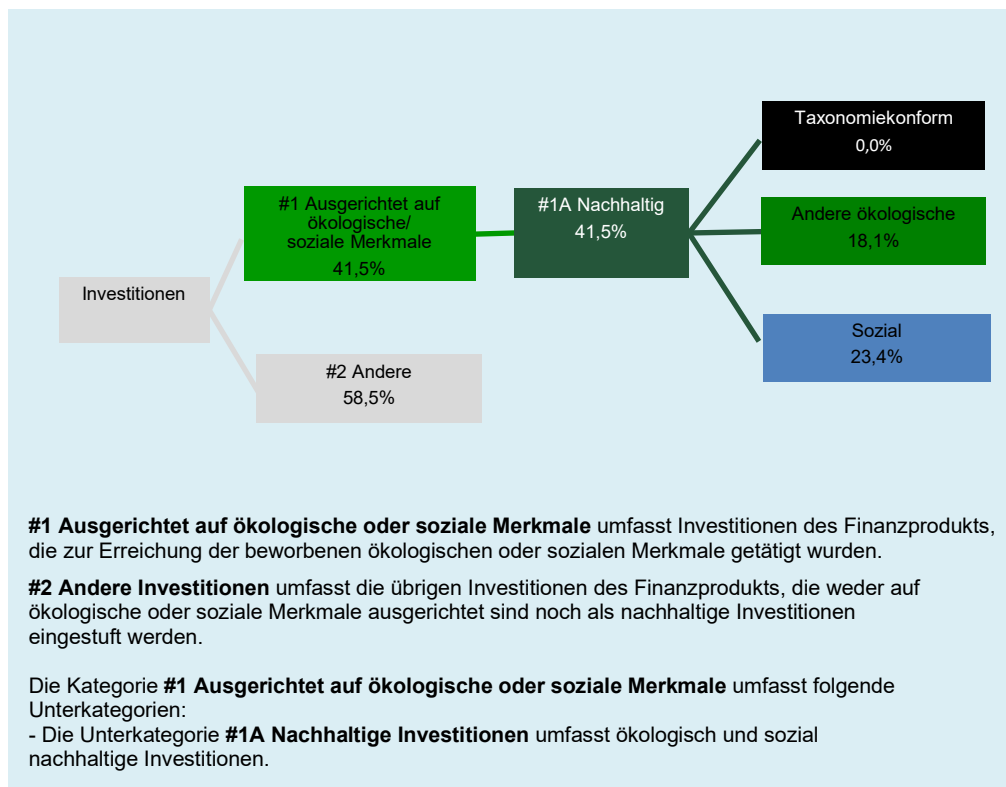 Taxonomiekonform
0,0%
#1 Ausgerichtet auf
ökologische/
soziale Merkmale
41,5%
#1A Nachhaltig
41,5%
Andere ökologische
18,1%
Investitionen
Sozial
23,4%
#2 Andere
58,5%
#1 Ausgerichtet auf ökologische oder soziale Merkmale umfasst Investitionen des Finanzprodukts,
die zur Erreichung der beworbenen ökologischen oder sozialen Merkmale getätigt wurden.
#2 Andere Investitionen umfasst die übrigen Investitionen des Finanzprodukts, die weder auf
ökologische oder soziale Merkmale ausgerichtet sind noch als nachhaltige Investitionen
eingestuft werden.
Die Kategorie #1 Ausgerichtet auf ökologische oder soziale Merkmale umfasst folgende
Unterkategorien:
- Die Unterkategorie #1A Nachhaltige Investitionen umfasst ökologisch und sozial
nachhaltige Investitionen.